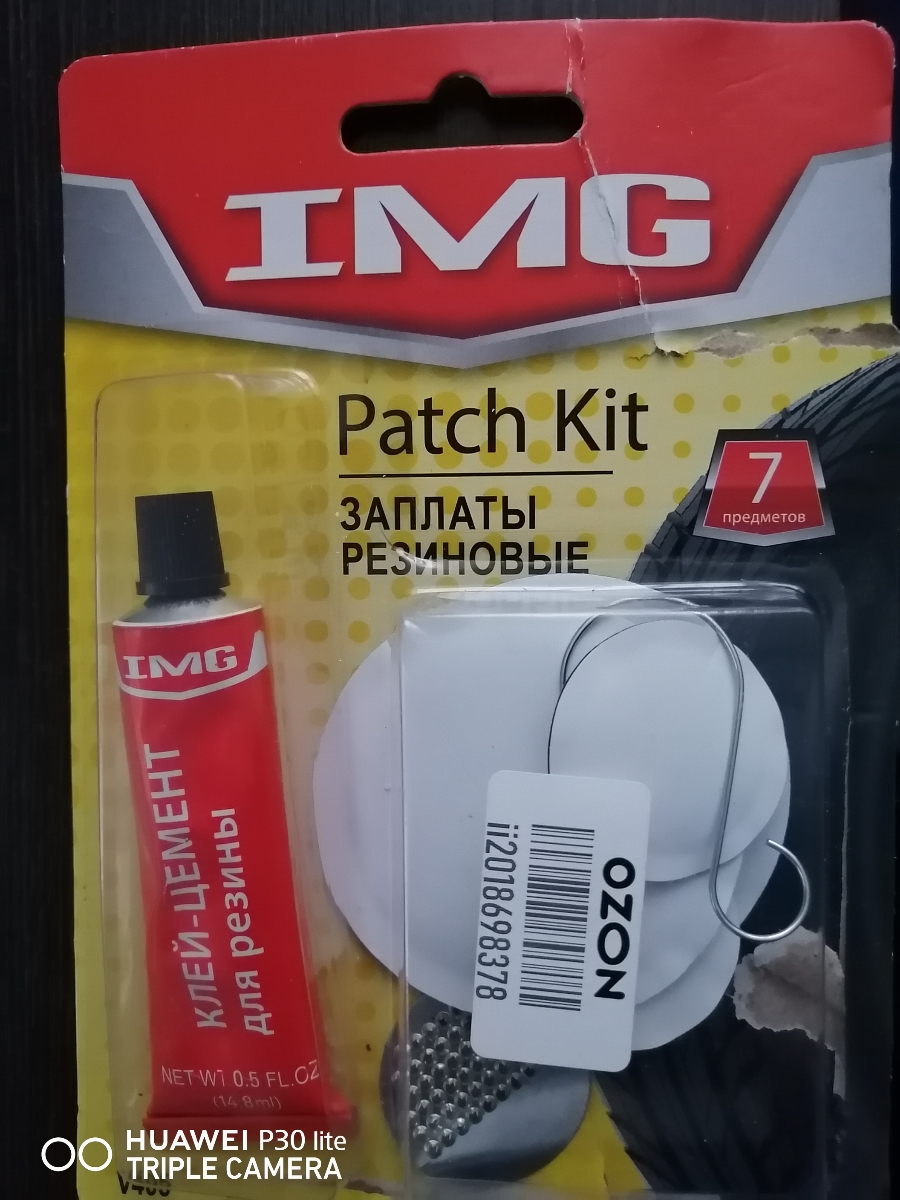 IMG
Patch Kit
ЗАПЛАТЫ
РЕЗИНОВЫЕ
7
предметов
IMG
КЛЕЙ-ЦЕМЕНТ
для резины
NET WT 0.5 FL.OZ
(14.8ml)
OZON
ii2018698378
HUAWEI P30 lite
TRIPLE CAMERA